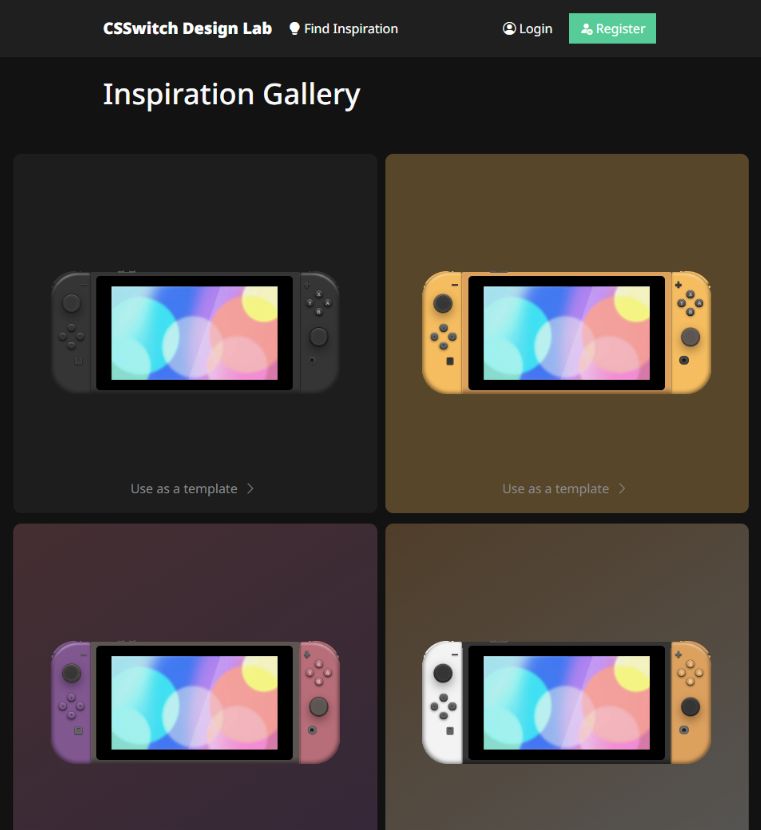 CSSwitch Design Lab Find Inspiration Login Register
Inspiration Gallery
Use as a template Use as a template